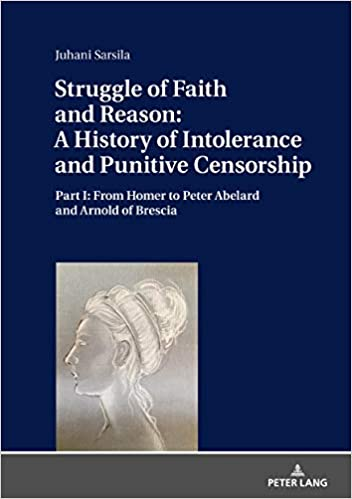 Juhani Sarsila
Struggle of Faith
and Reason:
A History of Intolerance
and Punitive Censorship
Part I: From Homer to Peter Abelard
and Arnold of Brescia
PETER LANG